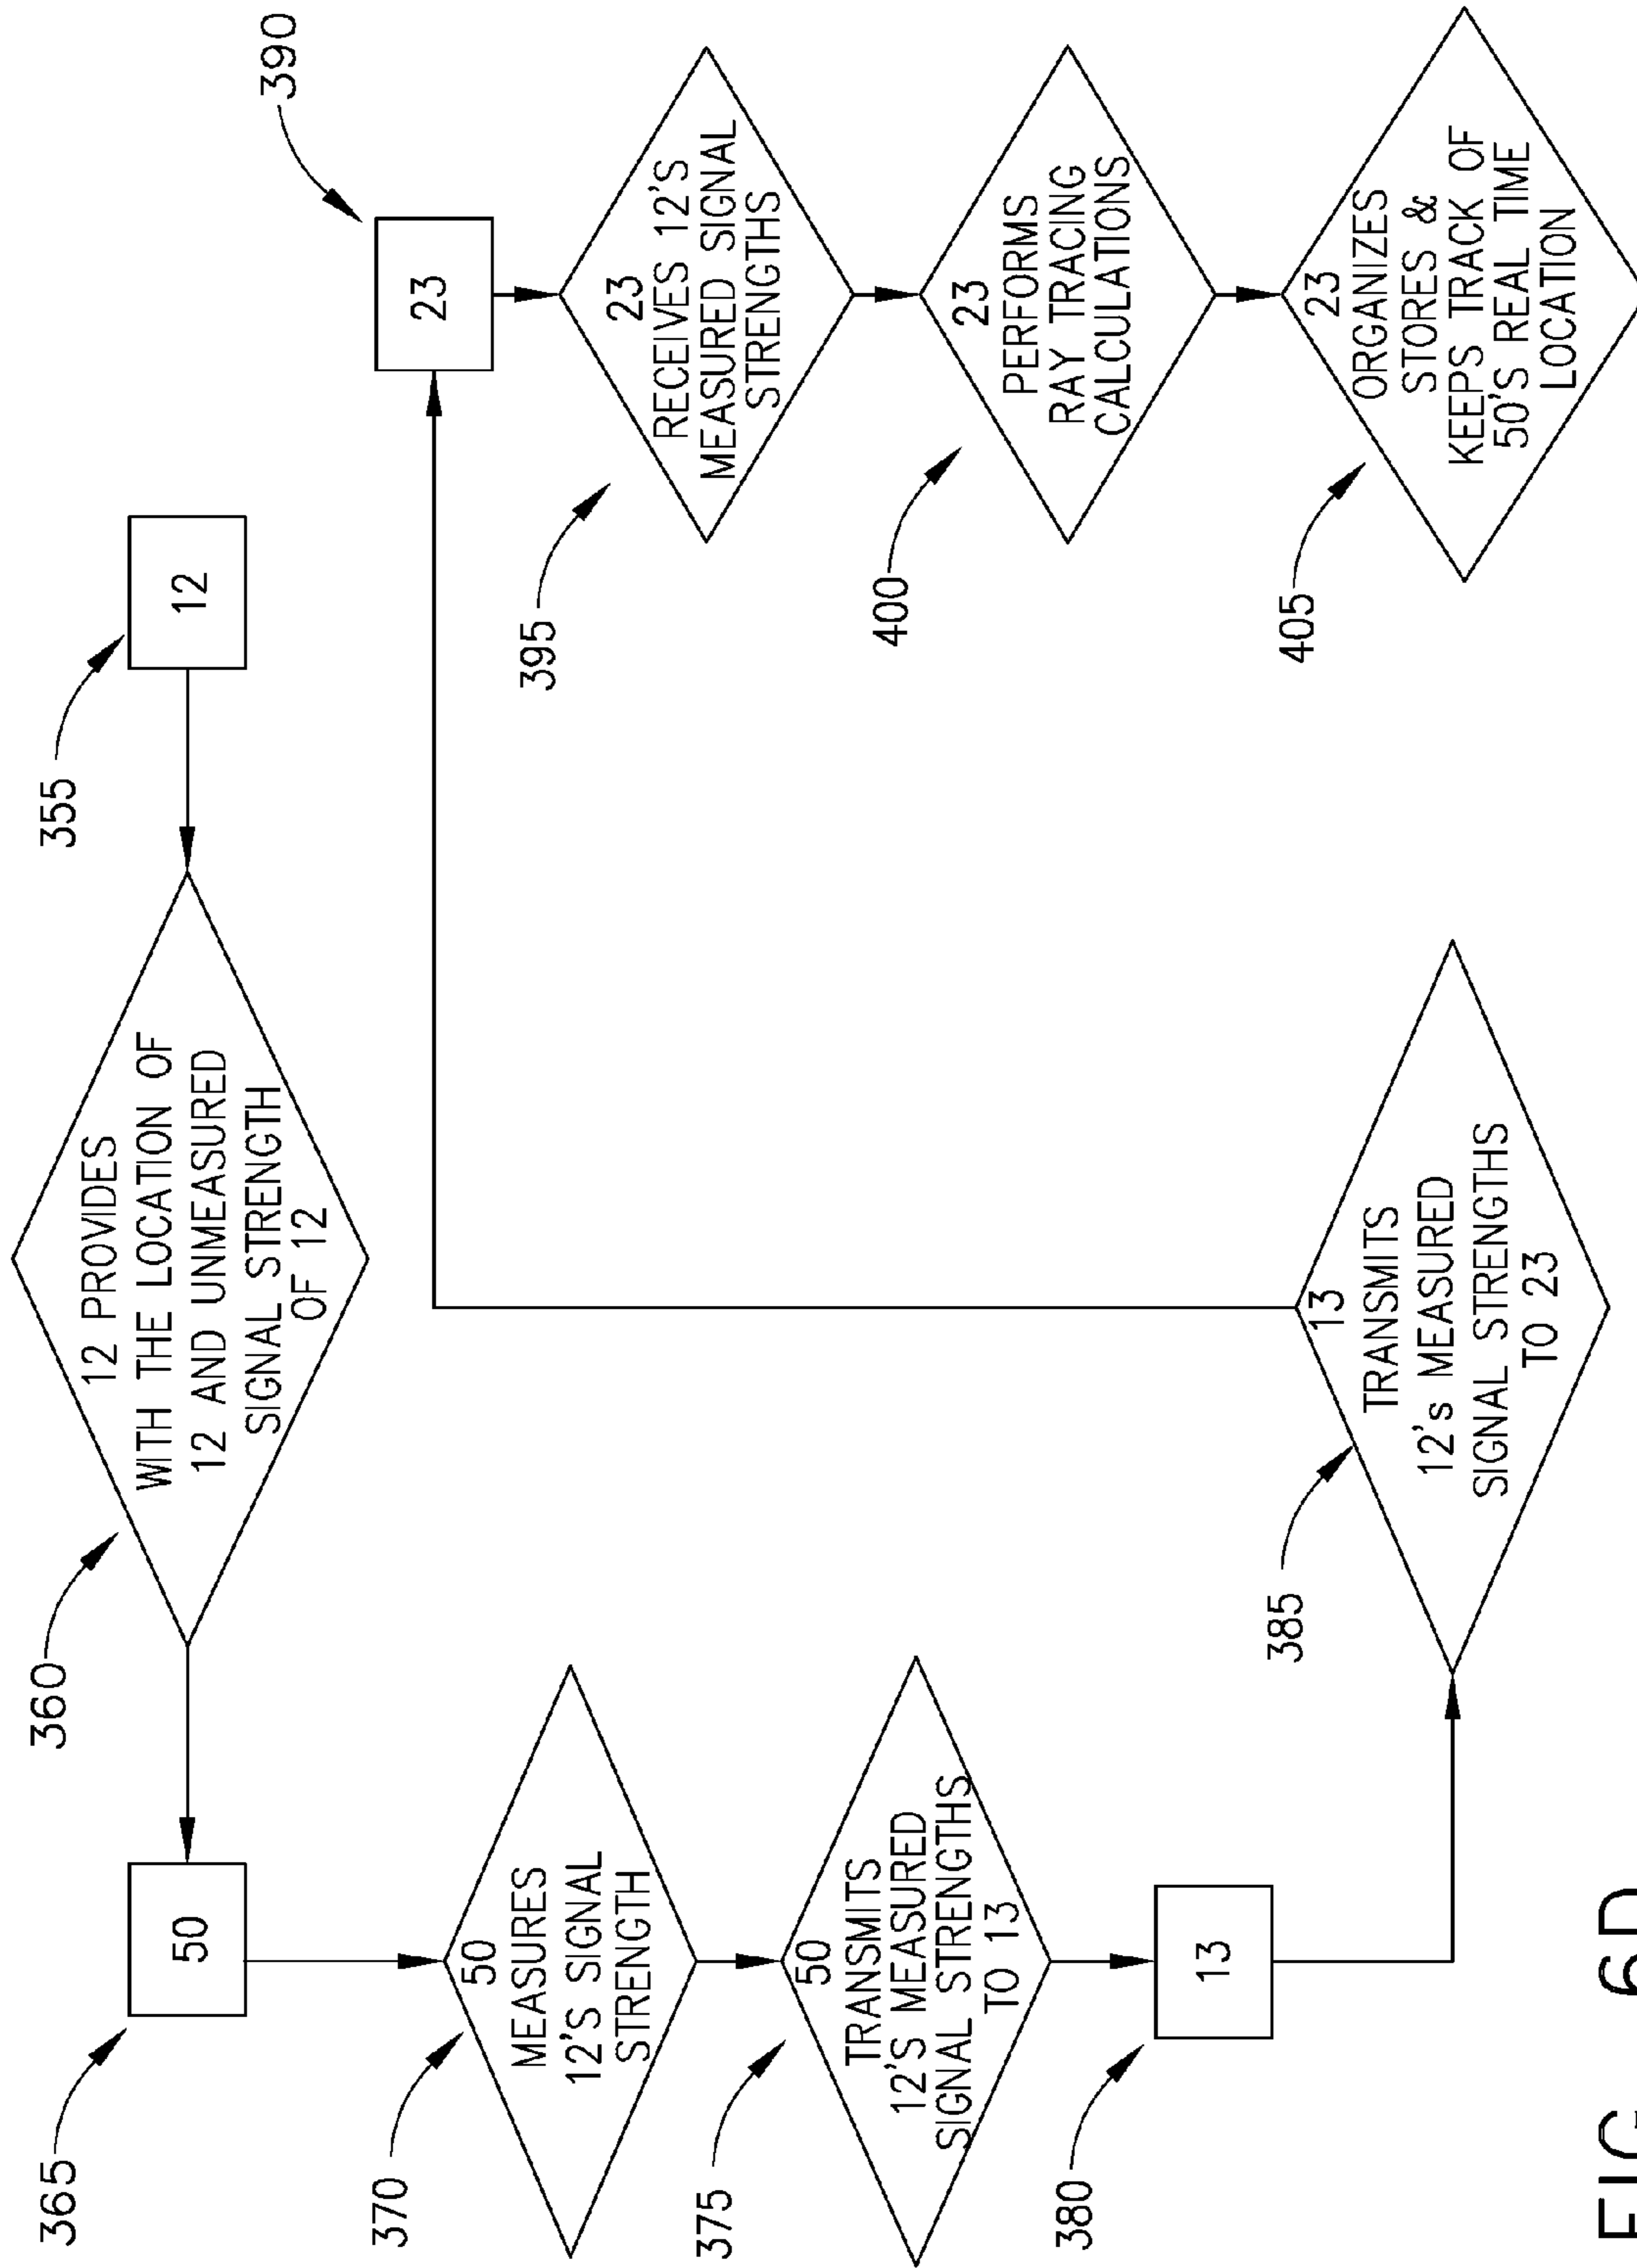 355
12
360
12 PROVIDES
WITH THE LOCATION OF
12 AND UNMEASURED
SIGNAL STRENGTH
OF 12
365
50
370
50
MEASURES
12'S SIGNAL
STRENGTH
375
50
TRANSMITS
12'S MEASURED
SIGNAL STRENGTHS
TO 13
380
13
385
13
TRANSMITS
12's MEASURED
SIGNAL STRENGTHS
TO 23
390
23
395
23
RECEIVES 12'S
MEASURED SIGNAL
STRENGTHS
400
23
PERFORMS
RAY TRACING
CALCULATIONS
405
23
ORGANIZES
STORES &
KEEPS TRACK OF
50'S REAL TIME
LOCATION
FIG. 6D